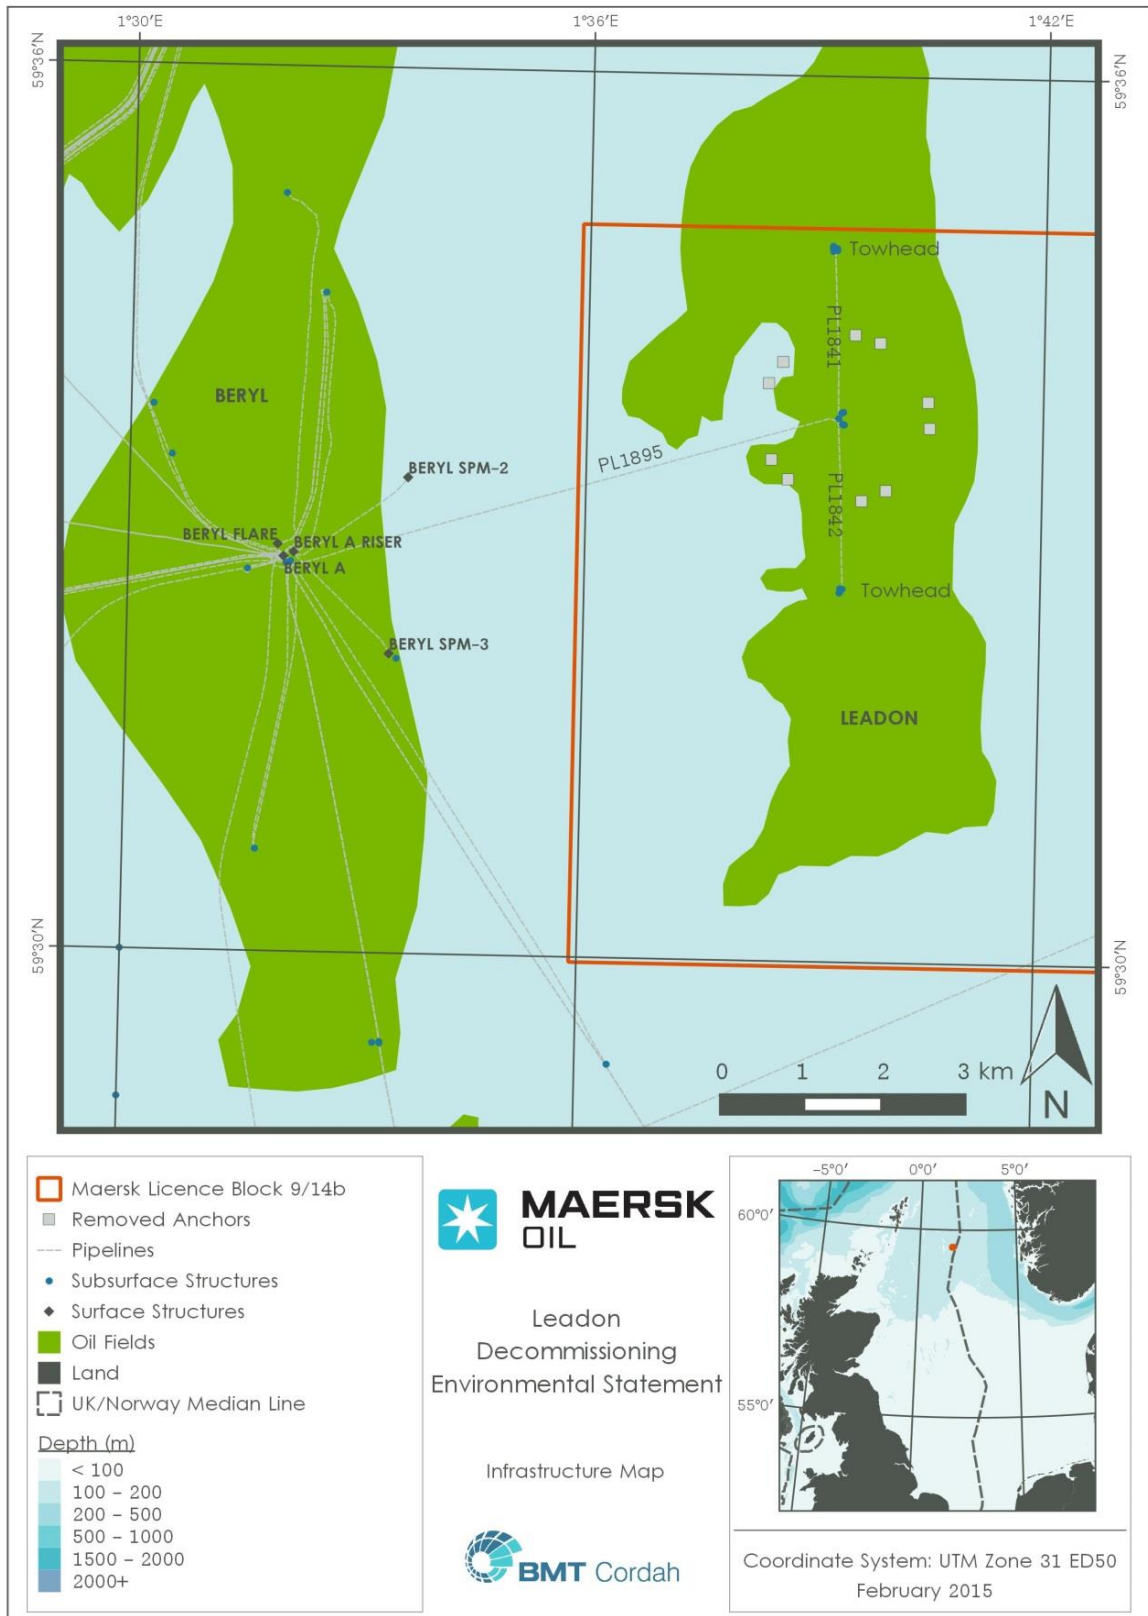 1°30′E
1°36′E
1°42′E
59°36′N
59°36′N
Towhead
PL1841
BERYL
PL1895
BERYL SPM-2
PL1842
BERYL FLARE
BERYL A RISER
BERYL A
Towhead
BERYL SPM-3
LEADON
59°30′N
59°30′N
0 1 2 3 km
N
Maersk Licence Block 9/14b
Removed Anchors
Pipelines
Subsurface Structures
Surface Structures
Oil Fields
Land
UK/Norway Median Line
Depth (m)
< 100
100 - 200
200 - 500
500 - 1000
1500 - 2000
2000+
MAERSK
OIL
Leadon
Decommissioning
Environmental Statement
Infrastructure Map
BMT Cordah
-5°0′ 0°0′ 5°0′
60°0′
55°0′
Coordinate System: UTM Zone 31 ED50
February 2015